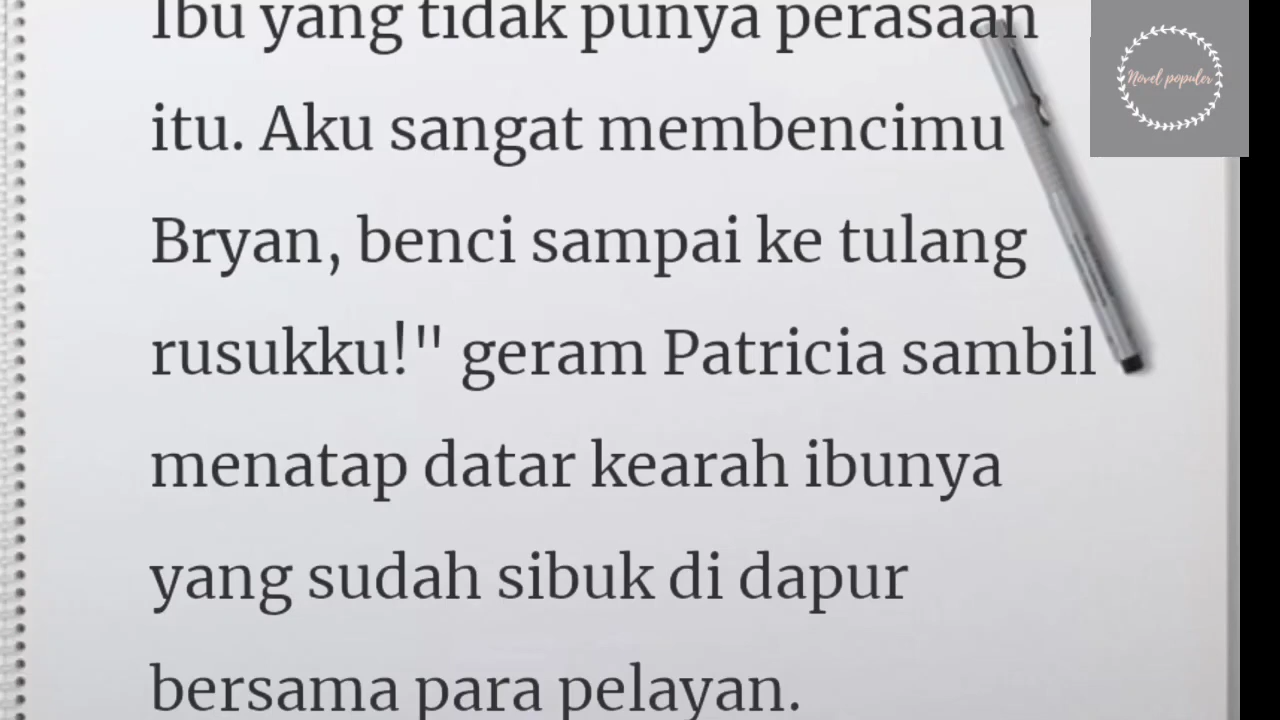 Ibu yang tidak punya perasaan
itu. Aku sangat membencimu
Bryan, benci sampai ke tulang
rusukku!" geram Patricia sambil
menatap datar kearah ibunya
yang sudah sibuk di dapur
bersama para pelayan.
Novel populer